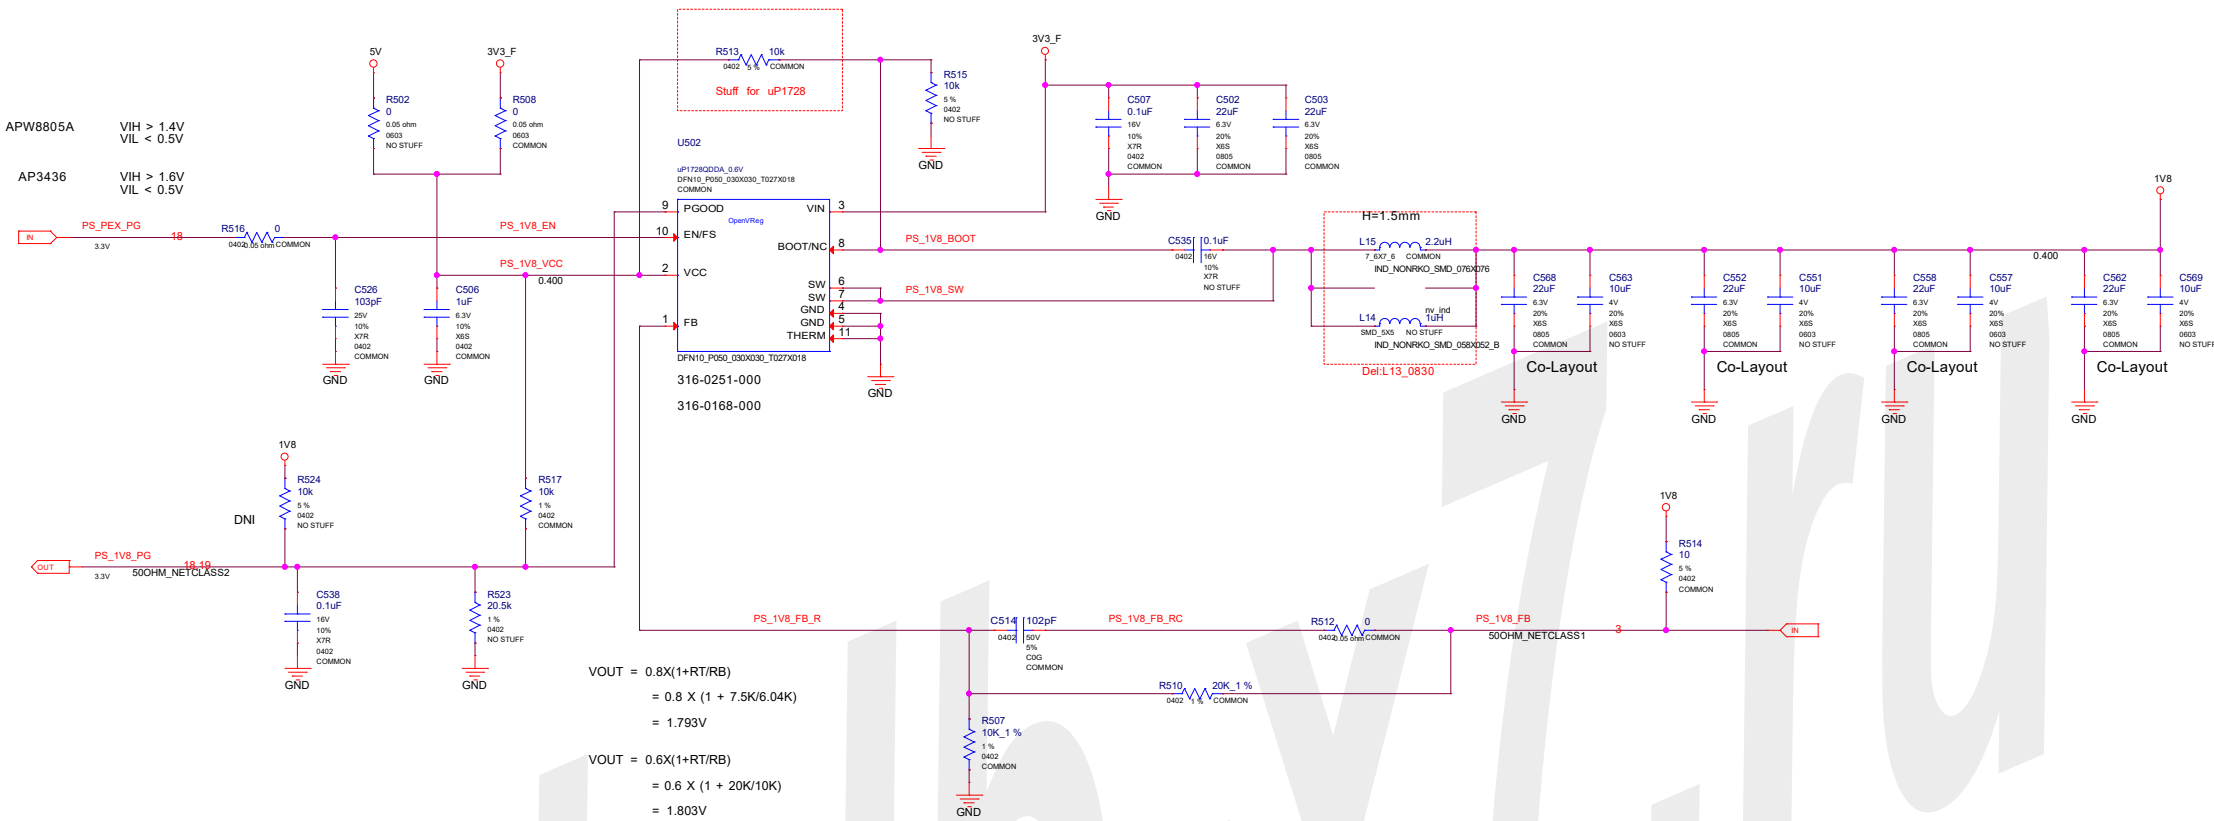 5V
R502
0
0.05 ohm
0603
NO STUFF
3V3_F
R508
0
0.05 ohm
0603
COMMON
R513 10k
0402 5 % COMMON
Stuff for uP1728
R515
10k
5 %
0402
NO STUFF
GND
3V3_F
C507
0.1uF
16V
10%
X7R
0402
COMMON
C502
22uF
6.3V
20%
X6S
0805
COMMON
C503
22uF
6.3V
20%
X6S
0805
COMMON
GND
APW8805A VIH > 1.4V
VIL < 0.5V
AP3436 VIH > 1.6V
VIL < 0.5V
U502
uP1728QDDA_0.6V
DFN10_P050_030X030_T027X018
COMMON
OpenVReg
9 PGOOD
10 EN/FS
2 VCC
1 FB
VIN 3
BOOT/NC 8
SW 6
SW 7
GND 4
GND 5
THERM 11
DFN10_P050_030X030_T027X018
316-0251-000
316-0168-000
GND
IN
PS_PEX_PG
3.3V
18
R516 0
0402 0.05 ohm COMMON
PS_1V8_EN
PS_1V8_VCC
0.400
C526
103pF
25V
10%
X7R
0402
COMMON
GND
C506
1uF
6.3V
10%
X6S
0402
COMMON
GND
PS_1V8_BOOT
PS_1V8_SW
C535 0.1uF
0402 16V
10%
X7R
NO STUFF
H=1.5mm
L15 2.2uH
7_6X7_6 COMMON
IND_NONRKO_SMD_076X076
nv_ind
L14 1uH
SMD_5X5 NO STUFF
IND_NONRKO_SMD_058X052_B
Del:L13_0830
1V8
0.400
C568
22uF
6.3V
20%
X6S
0805
COMMON
C563
10uF
4V
20%
X6S
0603
NO STUFF
Co-Layout
GND
C552
22uF
6.3V
20%
X6S
0805
COMMON
C551
10uF
4V
20%
X6S
0603
NO STUFF
Co-Layout
GND
C558
22uF
6.3V
20%
X6S
0805
COMMON
C557
10uF
4V
20%
X6S
0603
NO STUFF
Co-Layout
GND
C562
22uF
6.3V
20%
X6S
0805
COMMON
C569
10uF
4V
20%
X6S
0603
NO STUFF
Co-Layout
GND
1V8
R524
10k
5 %
0402
NO STUFF
DNI
R517
10k
1 %
0402
COMMON
OUT
PS_1V8_PG
3.3V
18,19
50OHM_NETCLASS2
C538
0.1uF
16V
10%
X7R
0402
COMMON
GND
R523
20.5k
1 %
0402
NO STUFF
GND
VOUT = 0.8X(1+RT/RB)
= 0.8 X (1 + 7.5K/6.04K)
= 1.793V
VOUT = 0.6X(1+RT/RB)
= 0.6 X (1 + 20K/10K)
= 1.803V
PS_1V8_FB_R
C514 102pF
0402 50V
5%
C0G
COMMON
PS_1V8_FB_RC
R512 0
0402 0.05 ohm COMMON
PS_1V8_FB
50OHM_NETCLASS1
3
IN
1V8
R514
10
5 %
0402
COMMON
R510 20K_1 %
0402 1 % COMMON
R507
10K_1 %
1 %
0402
COMMON
GND